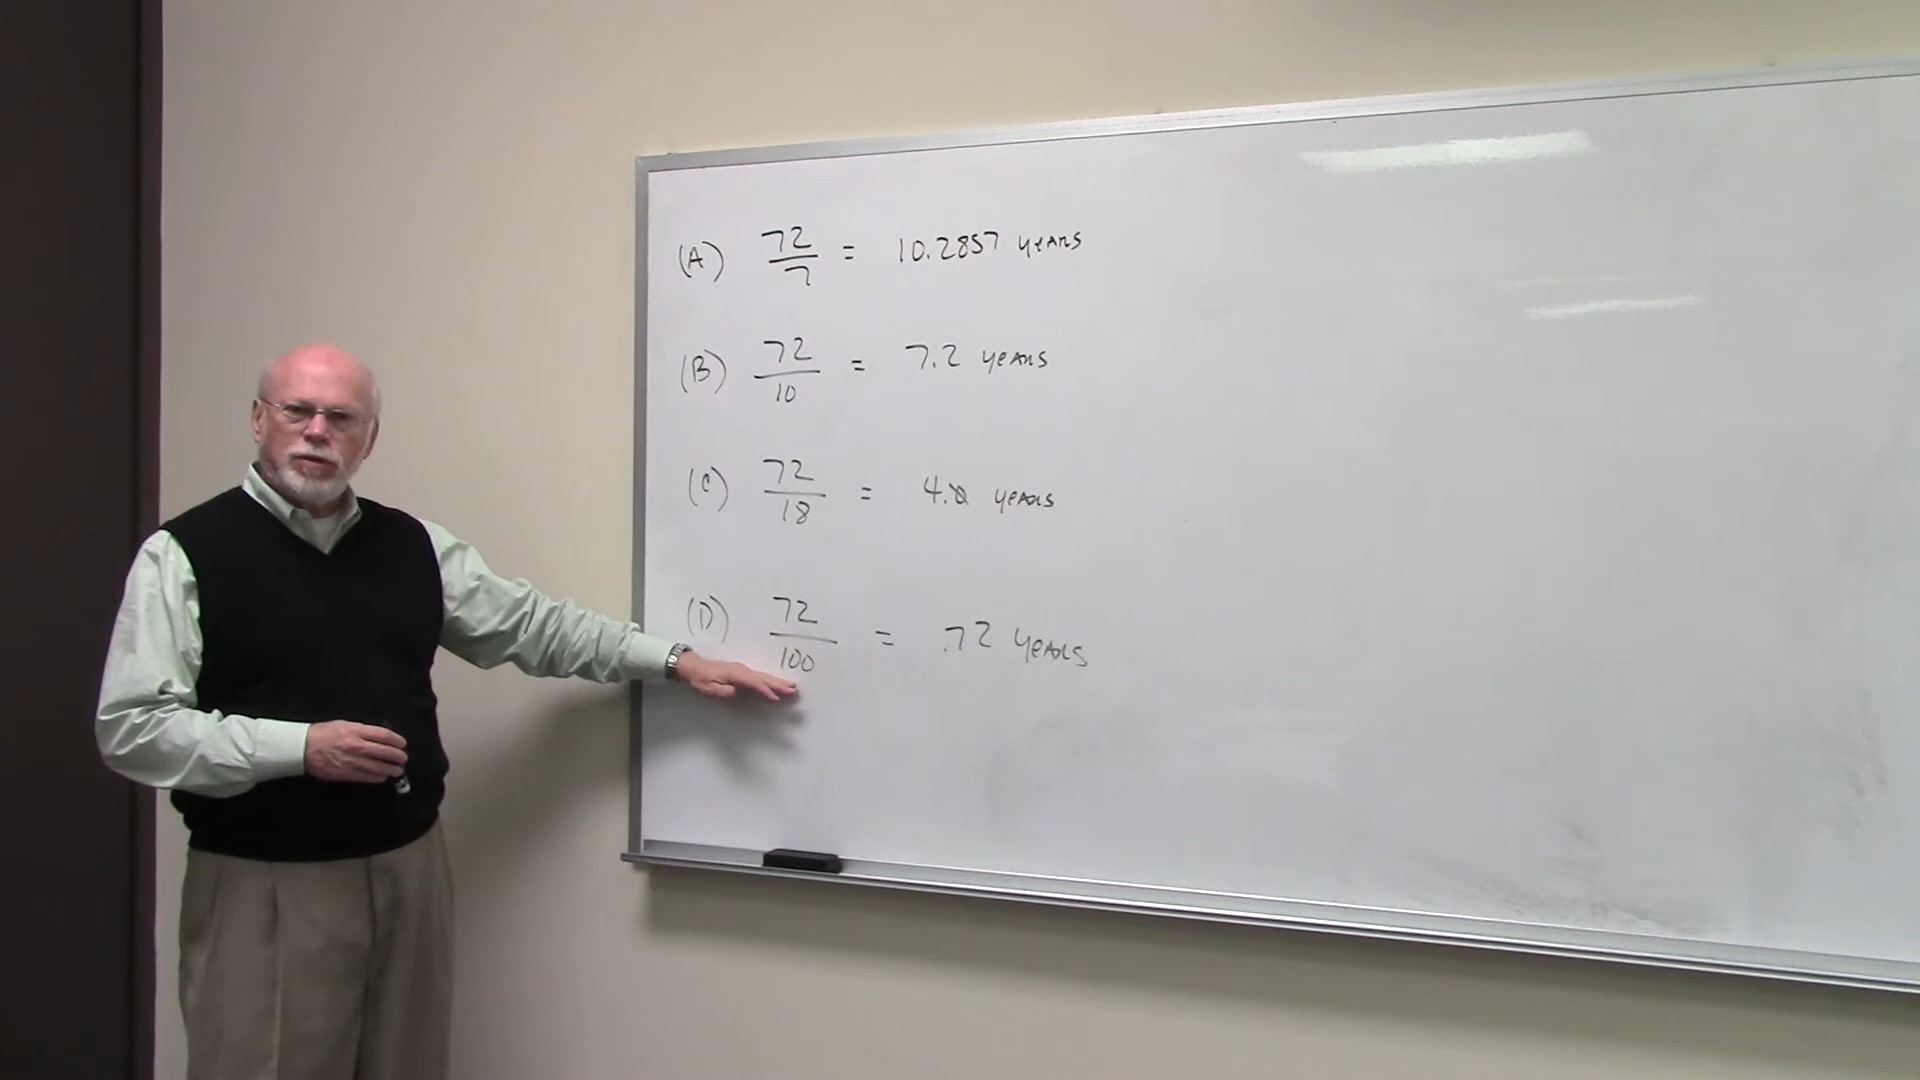 (A) 72/7 = 10.2857 years
(B) 72/10 = 7.2 years
(C) 72/18 = 4.0 years
(D) 72/100 = .72 years